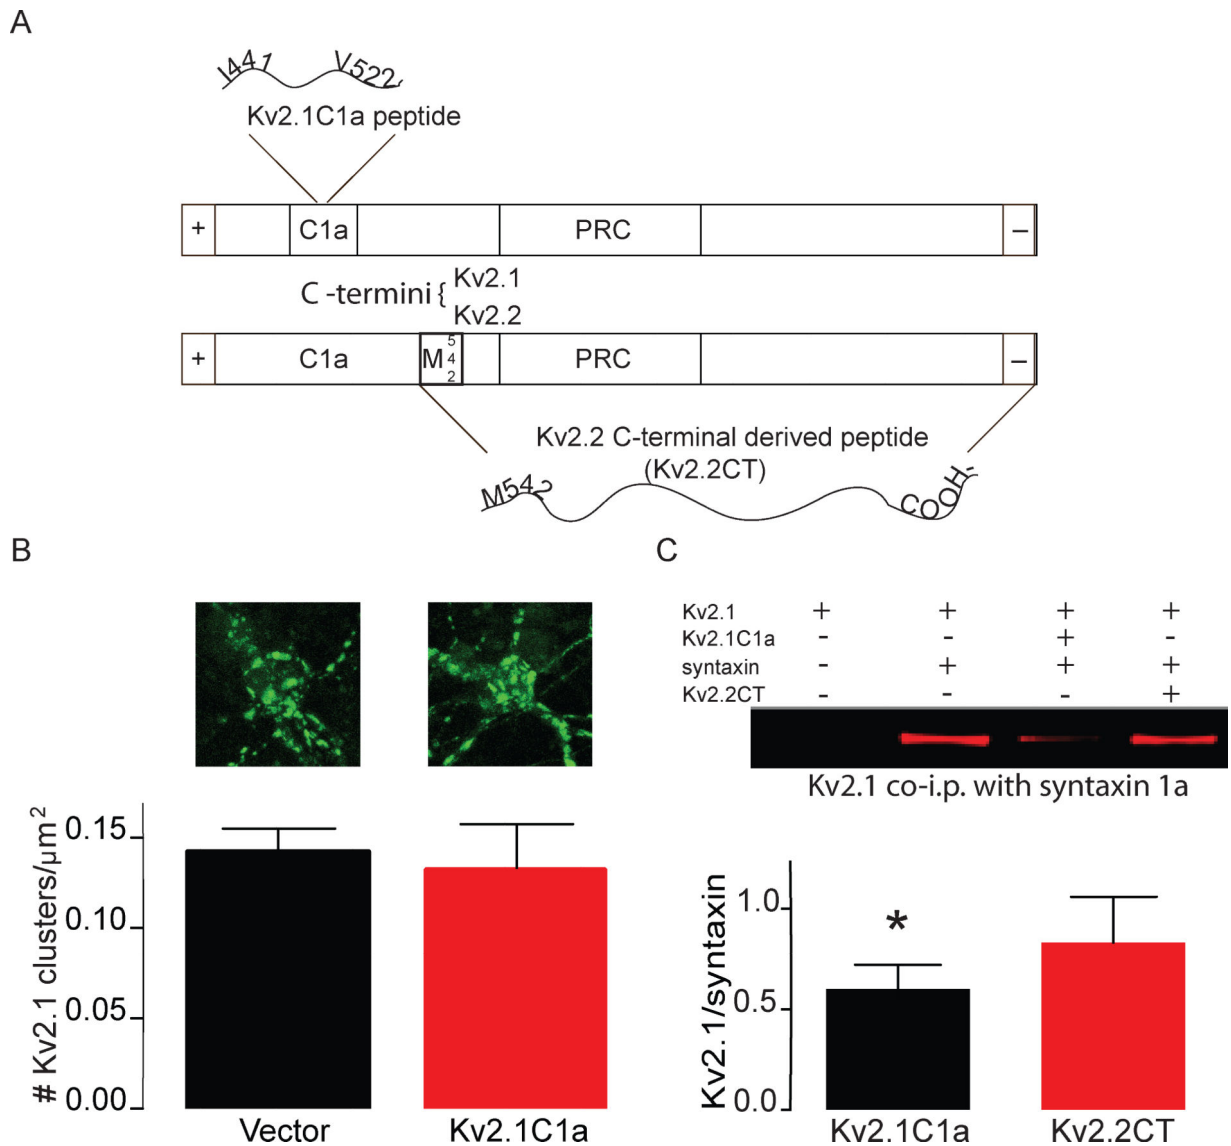 A
I441 V522
Kv2.1C1a peptide
+ C1a PRC –
C -termini { Kv2.1
Kv2.2
+ C1a M 5 4 2 PRC –
Kv2.2 C-terminal derived peptide
(Kv2.2CT)
M542 COOH-
B
# Kv2.1 clusters/μm²
0.15
0.10
0.05
0.00
Vector Kv2.1C1a
C
Kv2.1 + + + +
Kv2.1C1a - - + -
syntaxin - + + +
Kv2.2CT - - - +
Kv2.1 co-i.p. with syntaxin 1a
Kv2.1/syntaxin
1.0
0.5
0.0
*
Kv2.1C1a Kv2.2CT